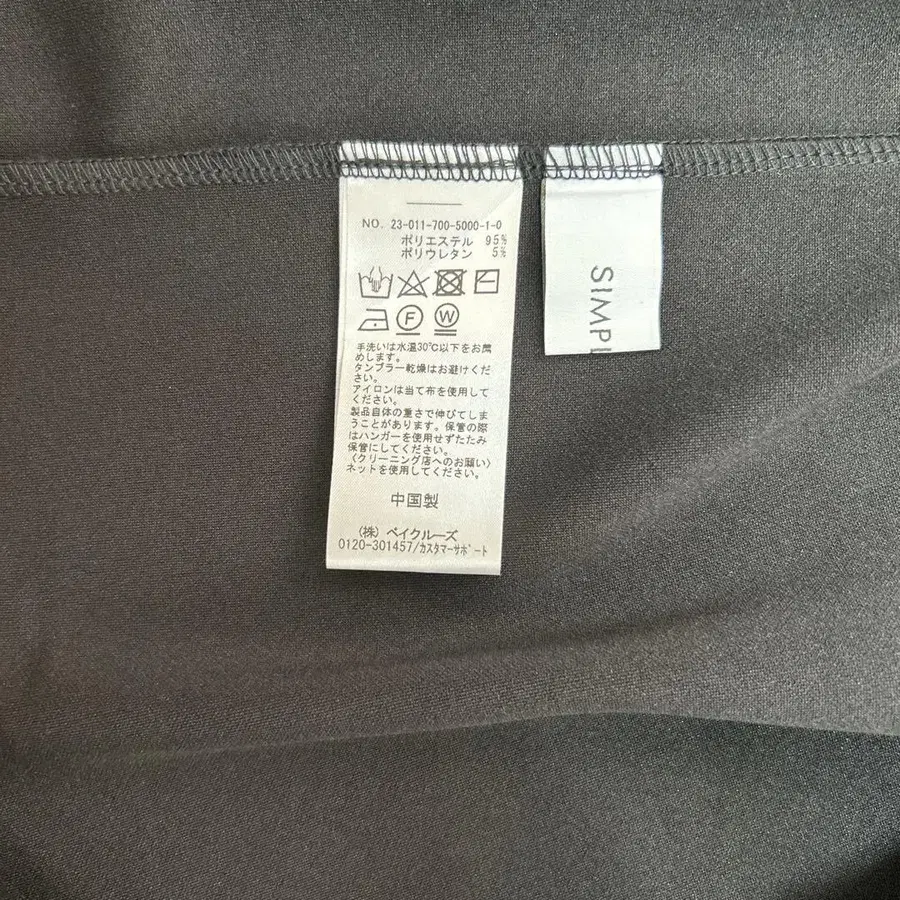 NO. 23-011-700-5000-1-0
ポリエステル 95%
ポリウレタン 5%
F W
手洗いは水温30℃以下をお薦
めします。
タンブラー乾燥はお避けくだ
さい。
アイロンは当て布を使用して
ください。
製品自体の重さで伸びてしま
うことがあります。保管の際
はハンガーを使用せずたたみ
保管にしてください。
〈クリーニング店へのお願い〉
ネットを使用してください。
中国製
(株) ベイクルーズ
0120-301457/カスタマーサポート
SIMPL